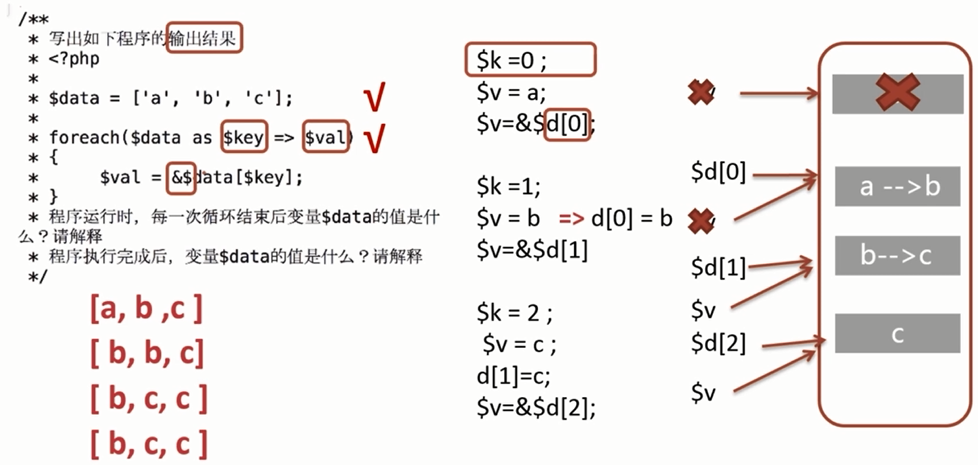 /**
* 写出如下程序的输出结果
* <?php
*
* $data = ['a', 'b', 'c'];
*
* foreach($data as $key => $val)
* {
*     $val = &$data[$key];
* }
* 程序运行时，每一次循环结束后变量$data的值是什
么？请解释
* 程序执行完成后，变量$data的值是什么？请解释
*/
[a, b ,c ]
[ b, b, c]
[ b, c, c ]
[ b, c, c ]
√
√
$k =0 ;
$v = a;
$v=&$d[0];
$k =1;
$v = b => d[0] = b
$v=&$d[1]
$k = 2 ;
$v = c ;
d[1]=c;
$v=&$d[2];
$d[0]
$d[1]
$v
$d[2]
$v
a -->b
b-->c
c